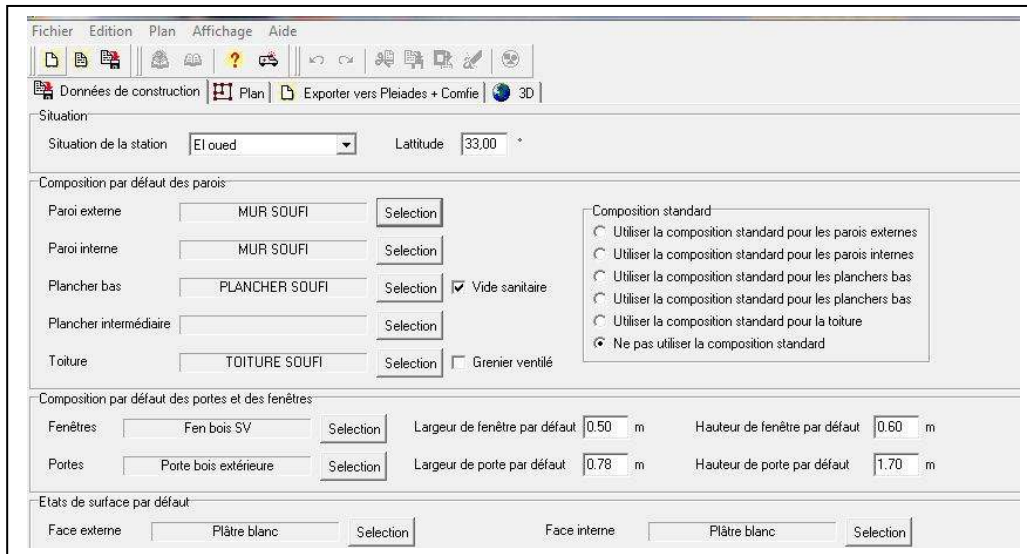 Fichier Edition Plan Affichage Aide
Données de construction Plan Exporter vers Pleiades + Comfie 3D
Situation
Situation de la station El oued Lattitude 33,00 °
Composition par défaut des parois
Paroi externe MUR SOUFI Selection
Paroi interne MUR SOUFI Selection
Plancher bas PLANCHER SOUFI Selection Vide sanitaire
Plancher intermédiaire Selection
Toiture TOITURE SOUFI Selection Grenier ventilé
Composition standard
Utiliser la composition standard pour les parois externes
Utiliser la composition standard pour les parois internes
Utiliser la composition standard pour les planchers bas
Utiliser la composition standard pour les planchers bas
Utiliser la composition standard pour la toiture
Ne pas utiliser la composition standard
Composition par défaut des portes et des fenêtres
Fenêtres Fen bois SV Selection Largeur de fenêtre par défaut 0.50 m Hauteur de fenêtre par défaut 0.60 m
Portes Porte bois extérieure Selection Largeur de porte par défaut 0.78 m Hauteur de porte par défaut 1.70 m
Etats de surface par défaut
Face externe Plâtre blanc Selection Face interne Plâtre blanc Selection